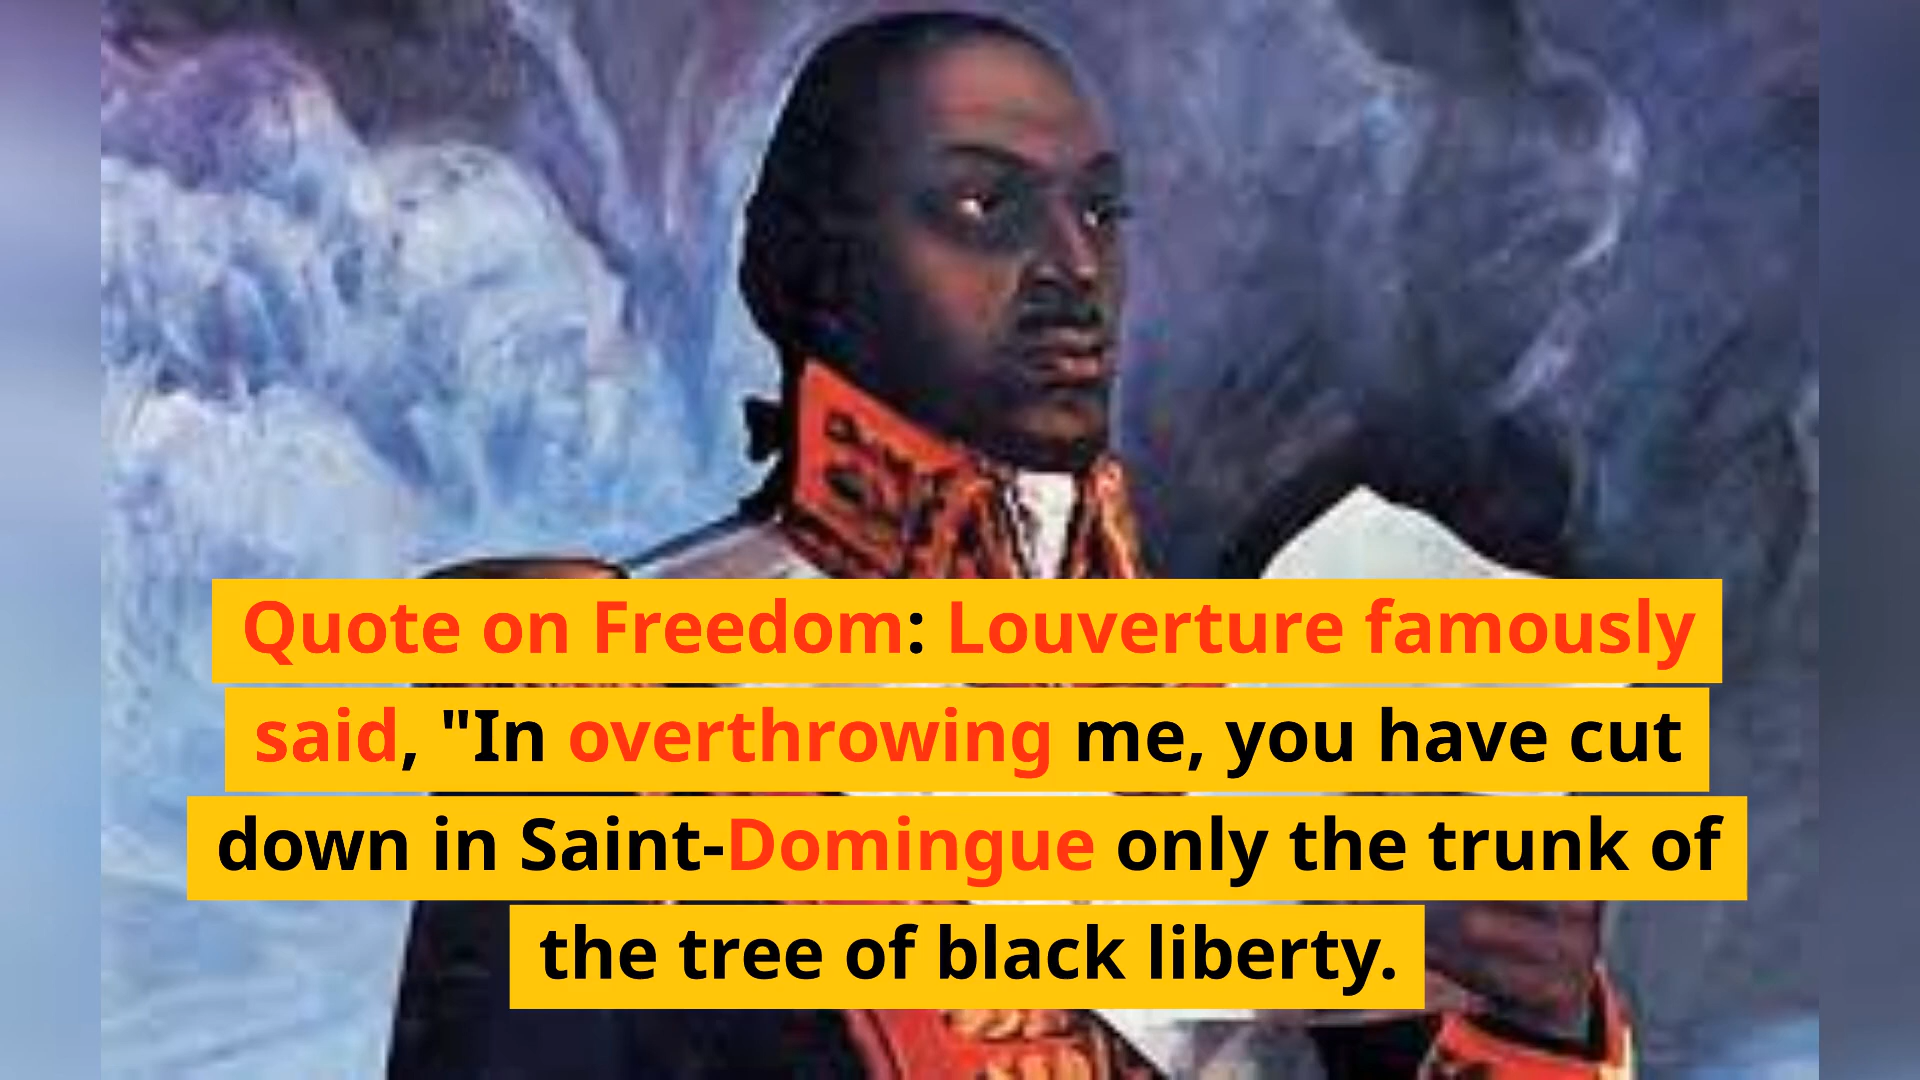 Quote on Freedom: Louverture famously
said, "In overthrowing me, you have cut
down in Saint-Domingue only the trunk of
the tree of black liberty.